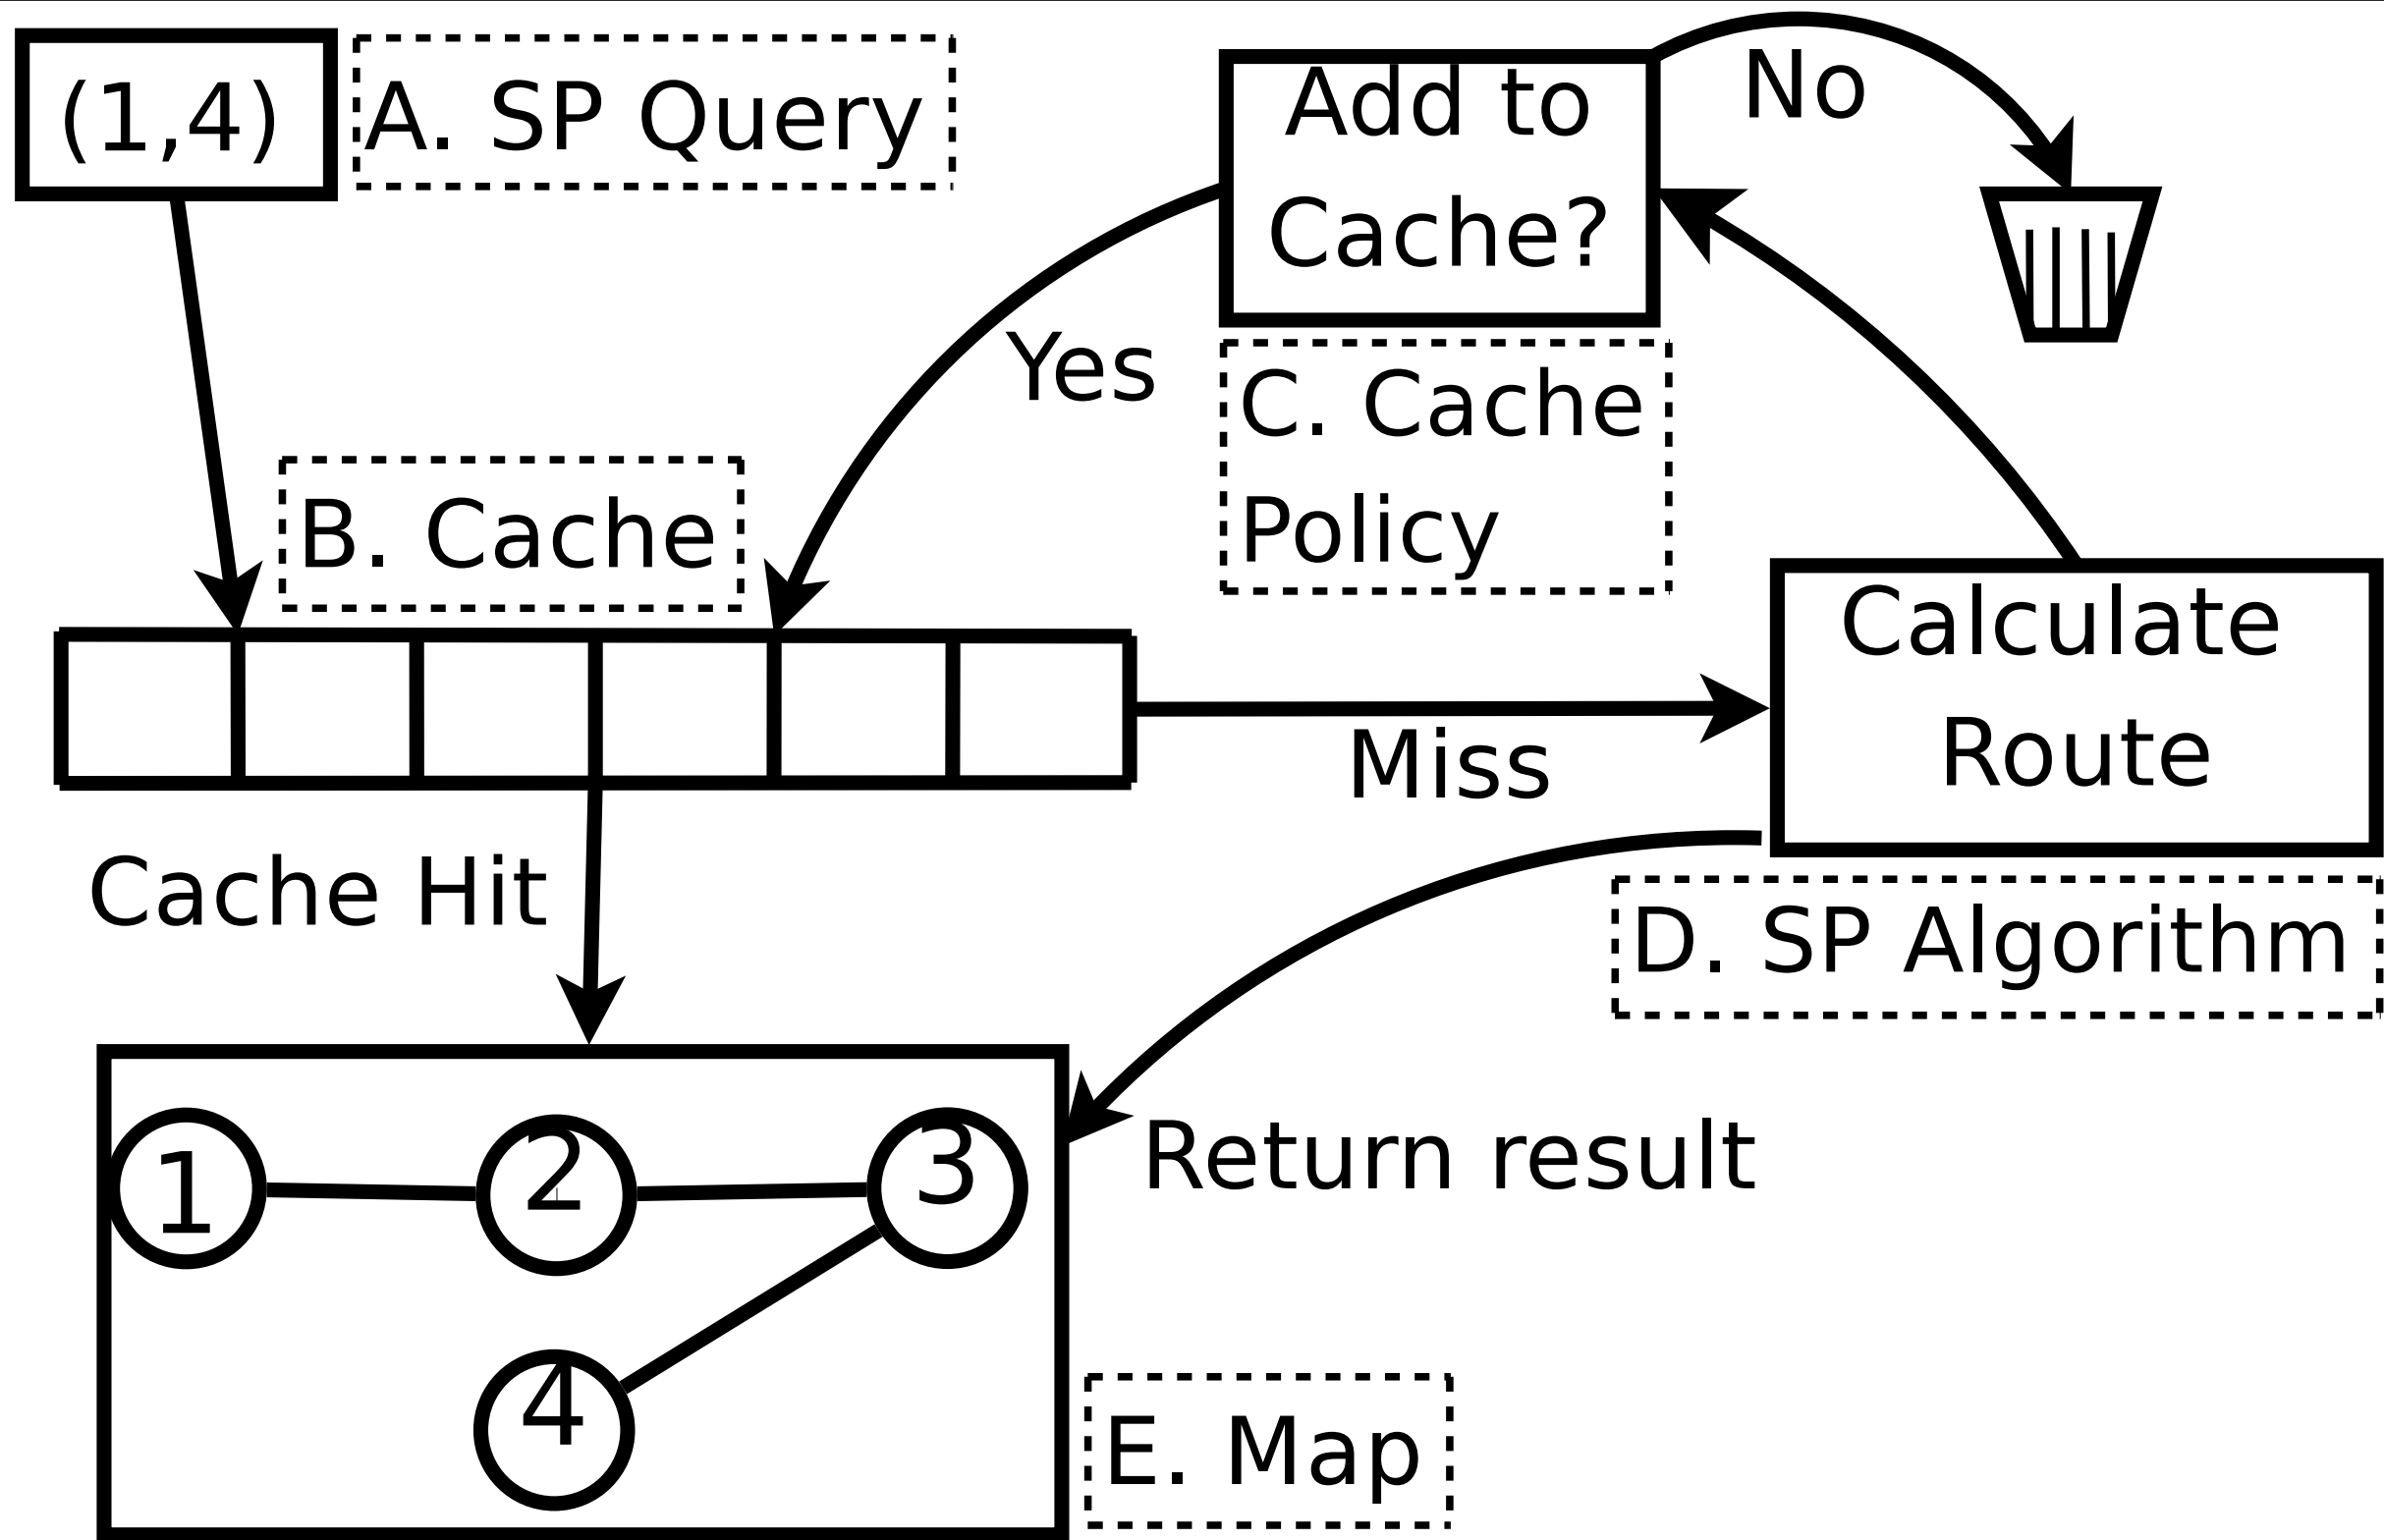 (1,4)
A. SP Query
Add to
Cache?
No
Yes
C. Cache
Policy
B. Cache
Calculate
Route
Miss
Cache Hit
D. SP Algorithm
Return result
1
2
3
4
E. Map